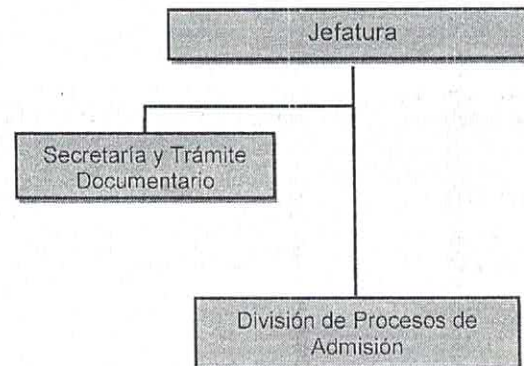 Jefatura
Secretaría y Trámite
Documentario
División de Procesos de
Admisión